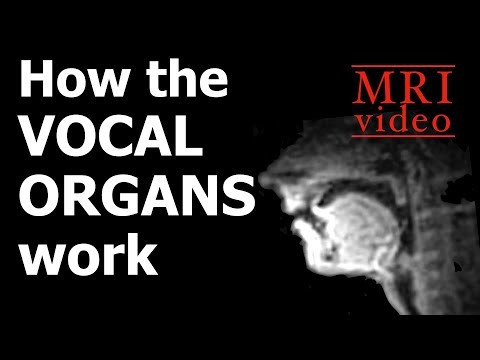 How the
VOCAL
ORGANS
work
MRI
video